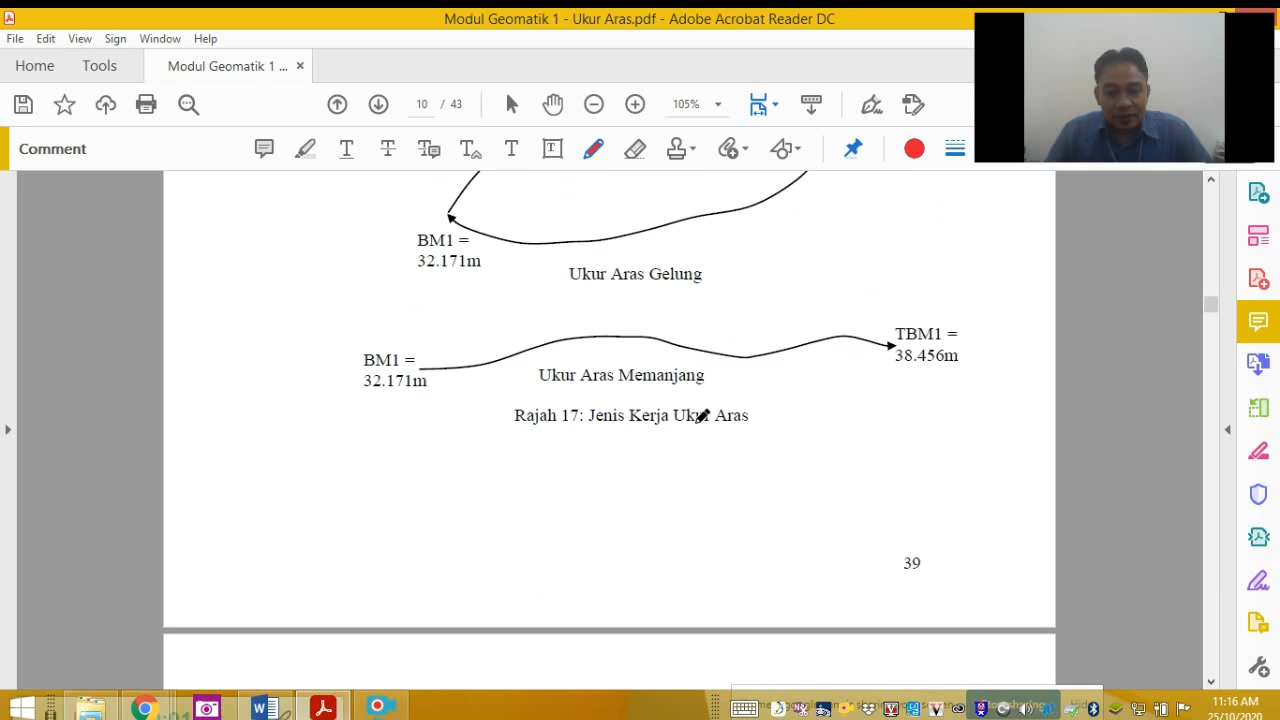 Modul Geomatik 1 - Ukur Aras.pdf - Adobe Acrobat Reader DC
File Edit View Sign Window Help
Home Tools Modul Geomatik 1 ... ×
10 / 43 105%
Comment
BM1 =
32.171m
Ukur Aras Gelung
TBM1 =
38.456m
BM1 =
32.171m
Ukur Aras Memanjang
Rajah 17: Jenis Kerja Ukur Aras
39
11:16 AM
25/10/2020